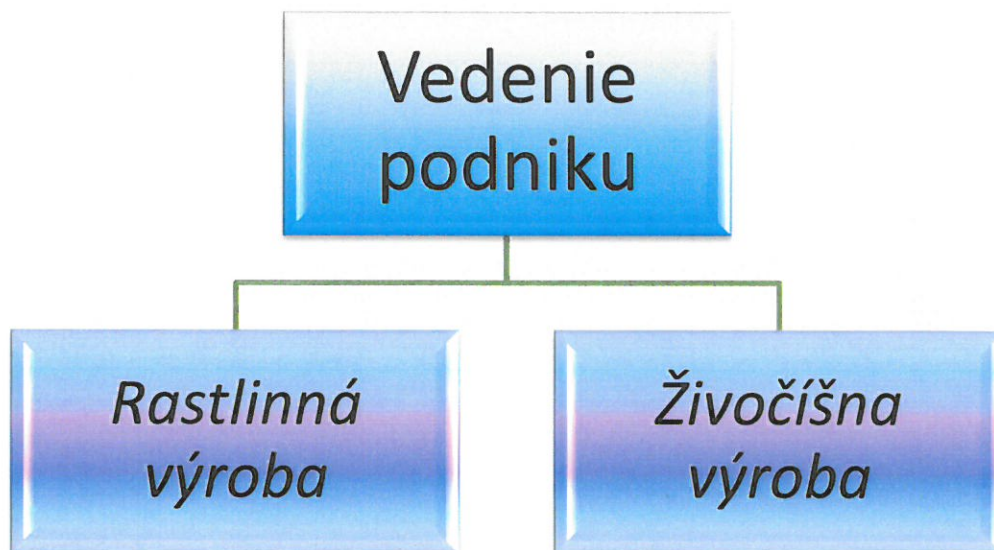 Vedenie
podniku
Rastlinná
výroba
Živočíšna
výroba